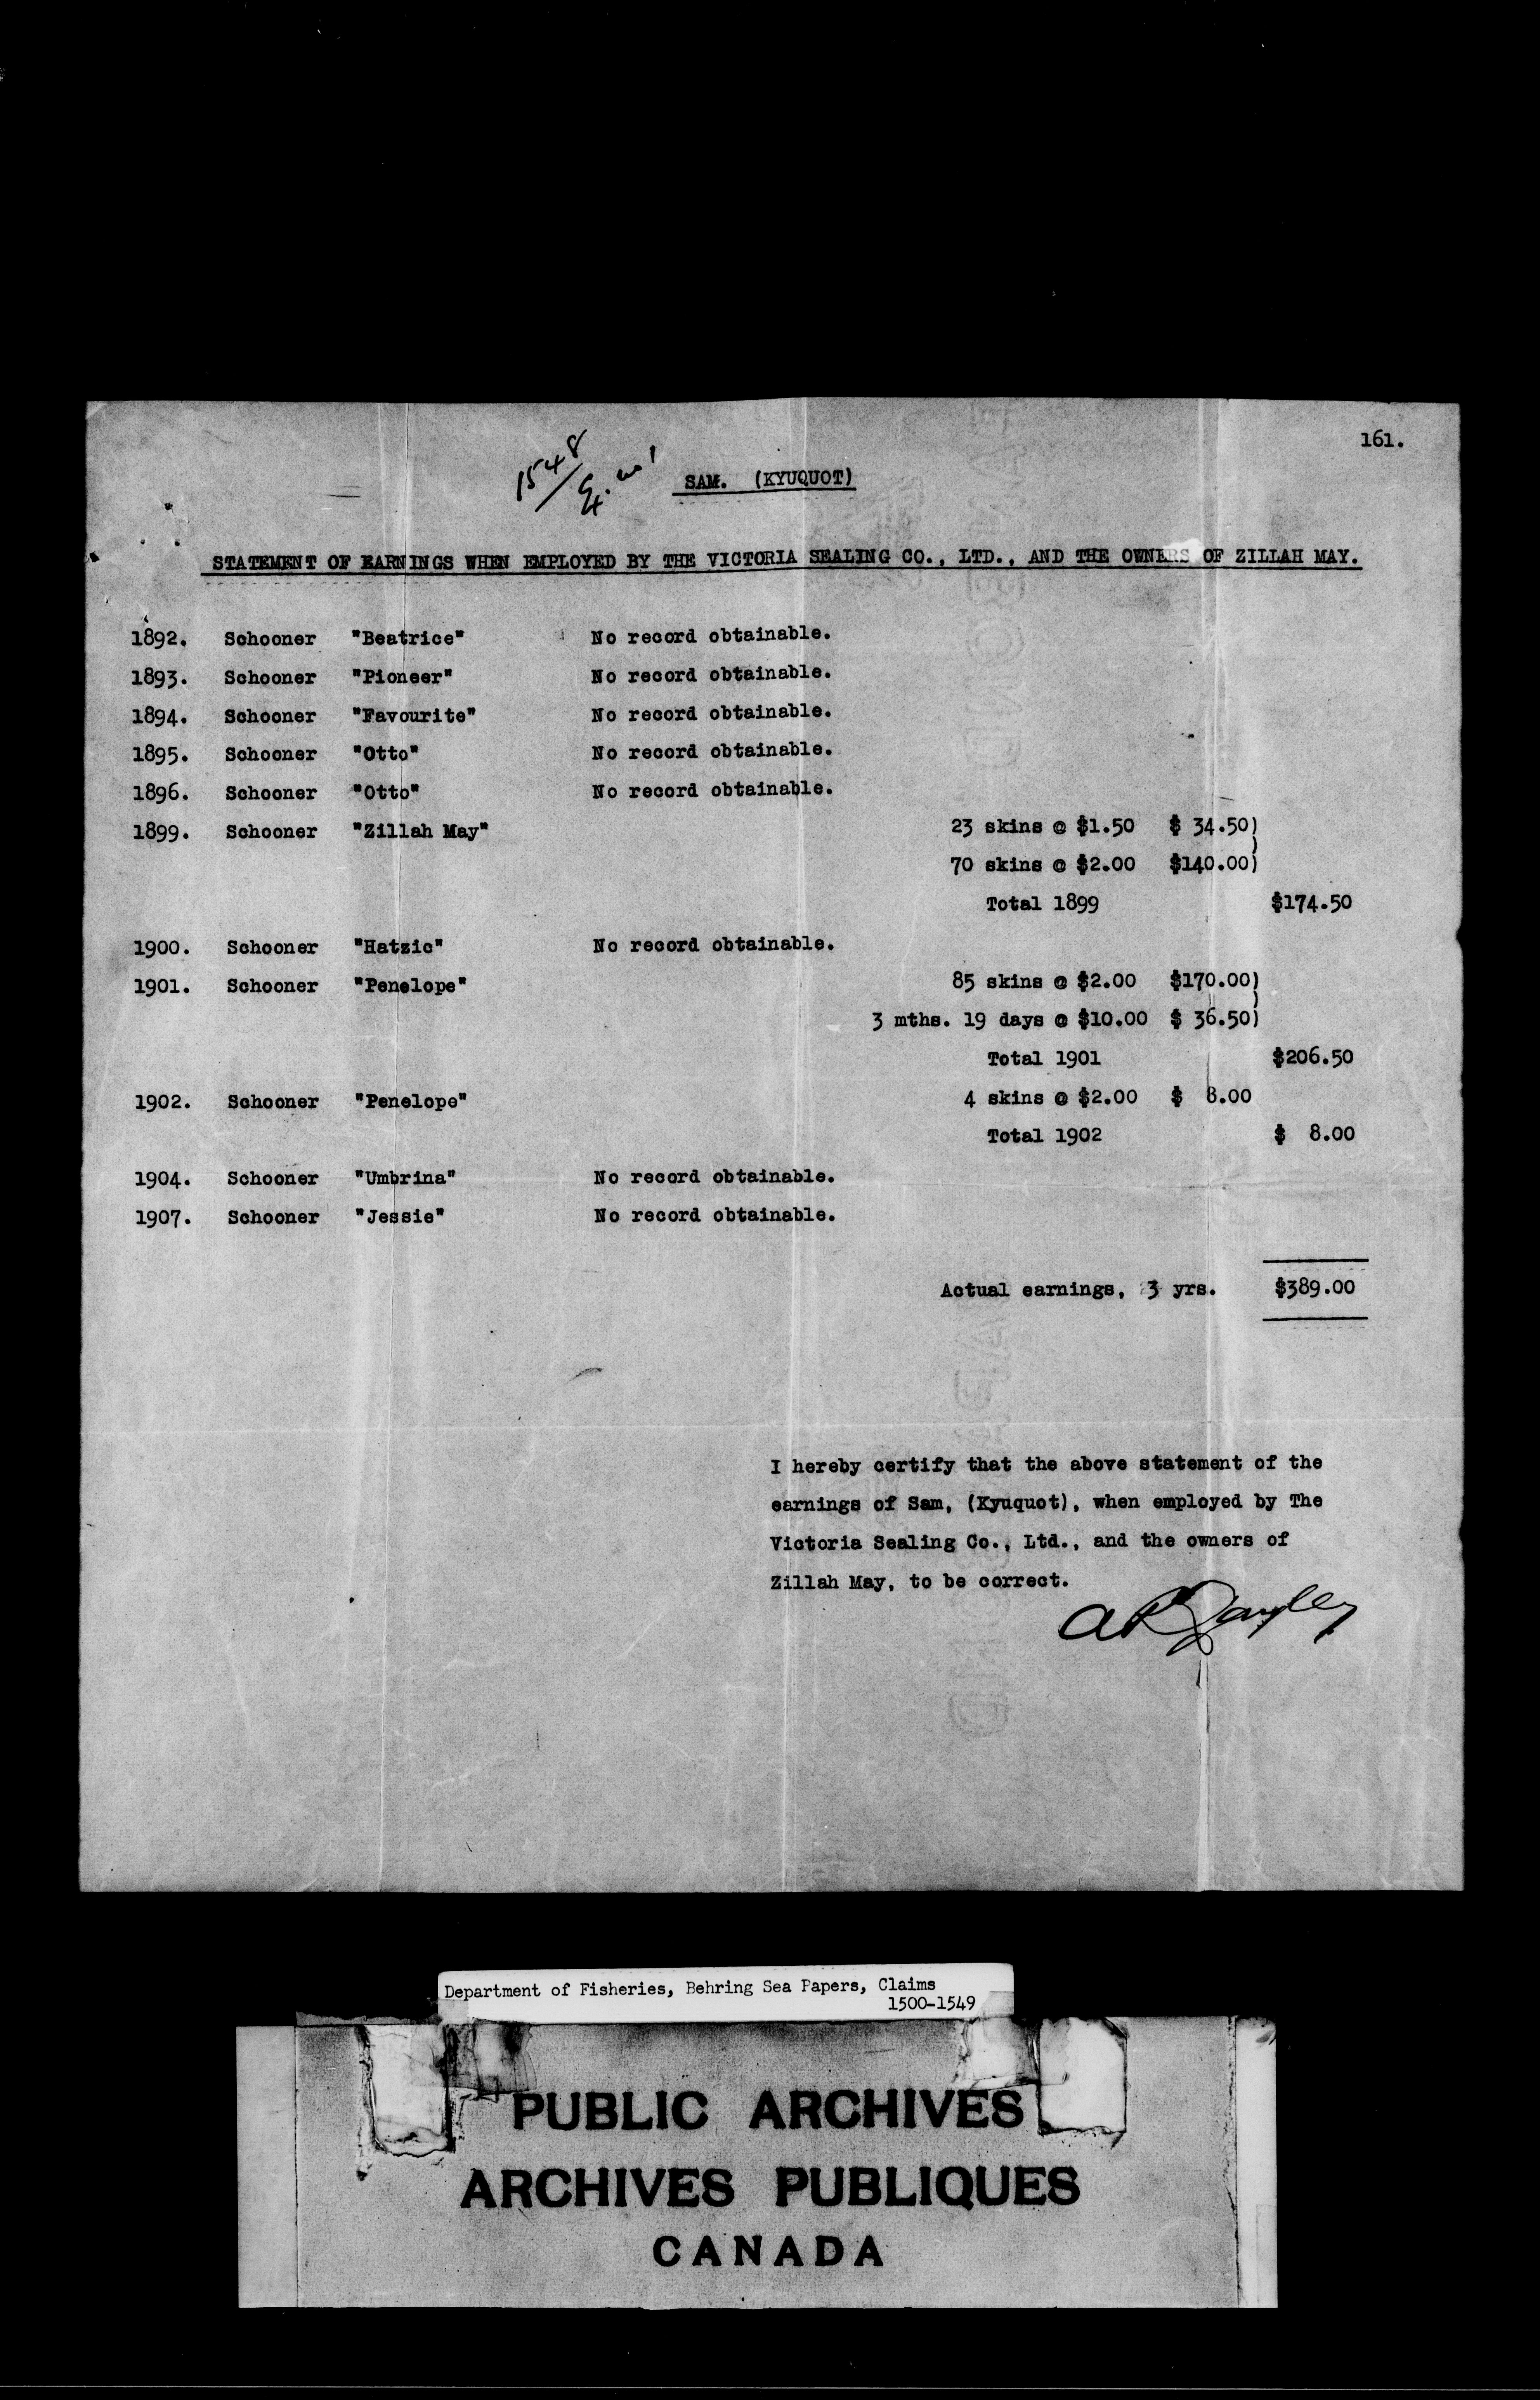 161.
1548
SAM. (KYUQUOT)
STATEMENT OF EARNINGS WHEN EMPLOYED BY THE VICTORIA SEALING CO., LTD., AND THE OWNERS OF ZILLAH MAY.
1892. Schooner "Beatrice" No record obtainable.
1893. Schooner "Pioneer" No record obtainable.
1894. Schooner "Favourite" No record obtainable.
1895. Schooner "Otto" No record obtainable.
1896. Schooner "Otto" No record obtainable.
1899. Schooner "Zillah May" 23 skins @ $1.50 $ 34.50)
)
70 skins @ $2.00 $140.00)
Total 1899 $174.50
1900. Schooner "Hatzic" No record obtainable.
1901. Schooner "Penelope" 85 skins @ $2.00 $170.00)
)
3 mths. 19 days @ $10.00 $ 36.50)
Total 1901 $206.50
1902. Schooner "Penelope" 4 skins @ $2.00 $ 8.00
Total 1902 $ 8.00
1904. Schooner "Umbrina" No record obtainable.
1907. Schooner "Jessie" No record obtainable.
Actual earnings, 3 yrs. $389.00
I hereby certify that the above statement of the
earnings of Sam, (Kyuquot), when employed by The
Victoria Sealing Co., Ltd., and the owners of
Zillah May, to be correct.
Department of Fisheries, Behring Sea Papers, Claims
1500-1549
PUBLIC ARCHIVES
ARCHIVES PUBLIQUES
CANADA